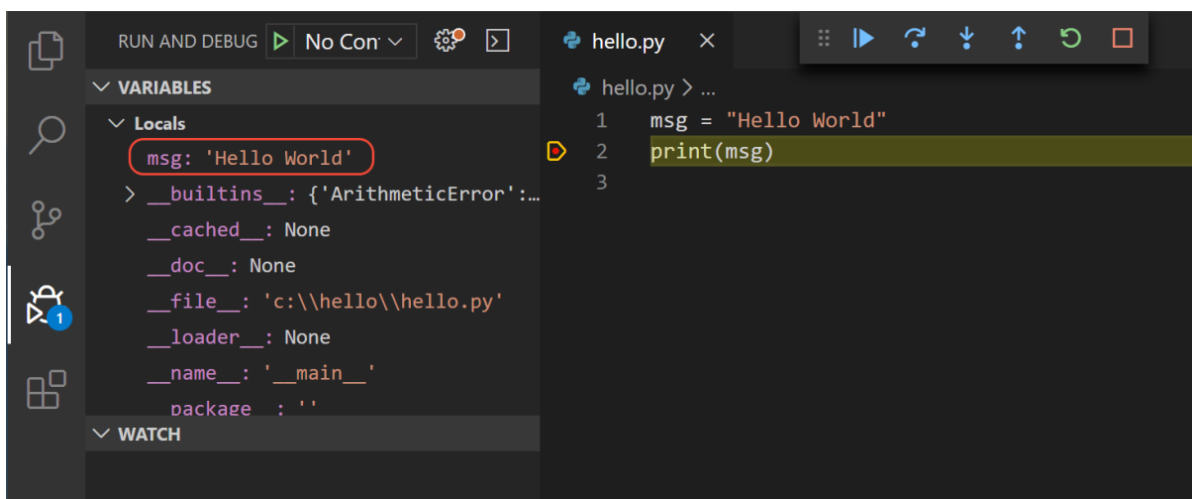 RUN AND DEBUG No Con
VARIABLES
Locals
msg: 'Hello World'
__builtins__: {'ArithmeticError':…
__cached__: None
__doc__: None
__file__: 'c:\\hello\\hello.py'
__loader__: None
__name__: '__main__'
__package__: ''
WATCH
1
hello.py
hello.py > ...
1 msg = "Hello World"
2 print(msg)
3